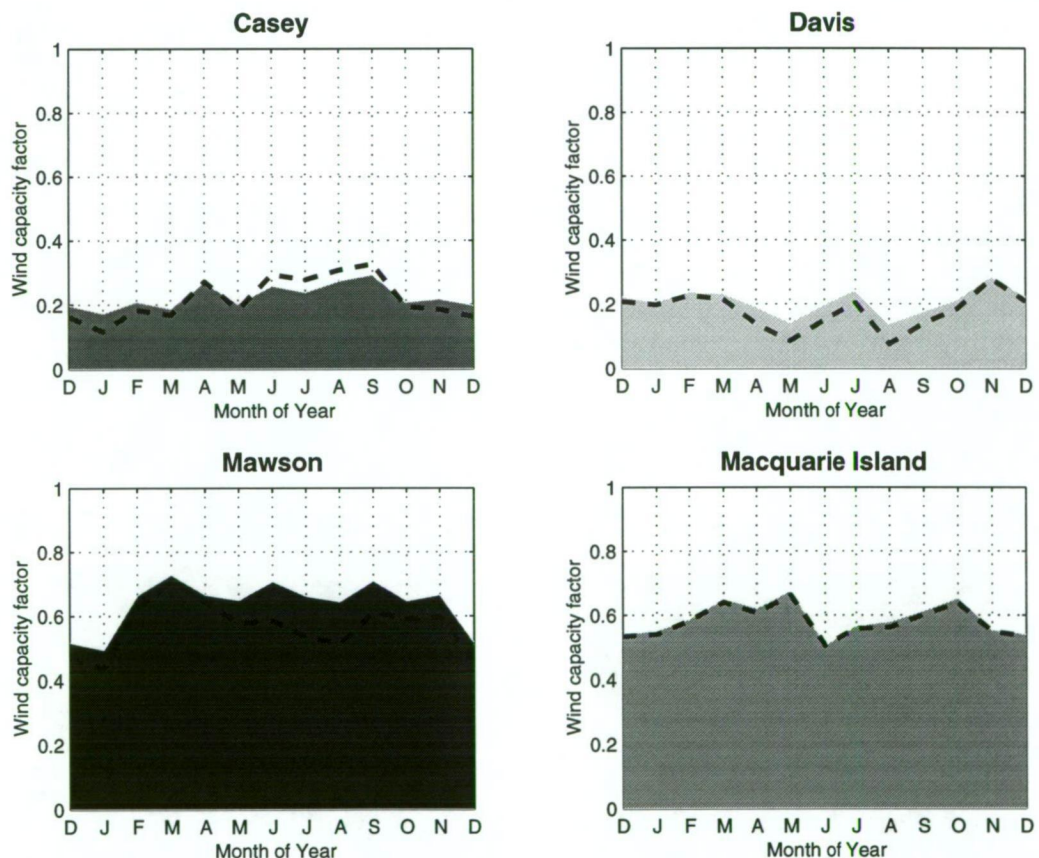 Casey
Wind capacity factor
1
0.8
0.6
0.4
0.2
0
D J F M A M J J A S O N D
Month of Year
Davis
Wind capacity factor
1
0.8
0.6
0.4
0.2
0
D J F M A M J J A S O N D
Month of Year
Mawson
Wind capacity factor
1
0.8
0.6
0.4
0.2
0
D J F M A M J J A S O N D
Month of Year
Macquarie Island
Wind capacity factor
1
0.8
0.6
0.4
0.2
0
D J F M A M J J A S O N D
Month of Year